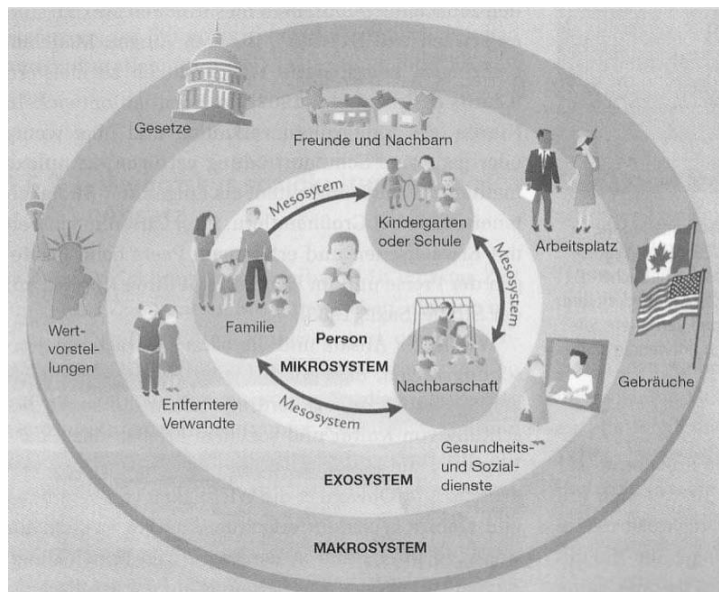 Gesetze
Freunde und Nachbarn
Mesosytem
Kindergarten
oder Schule
Arbeitsplatz
Mesosystem
Wert-
vorstel-
lungen
Familie
Person
MIKROSYSTEM
Nachbarschaft
Gebräuche
Entferntere
Verwandte
Mesosystem
Gesundheits-
und Sozial-
dienste
EXOSYSTEM
MAKROSYSTEM